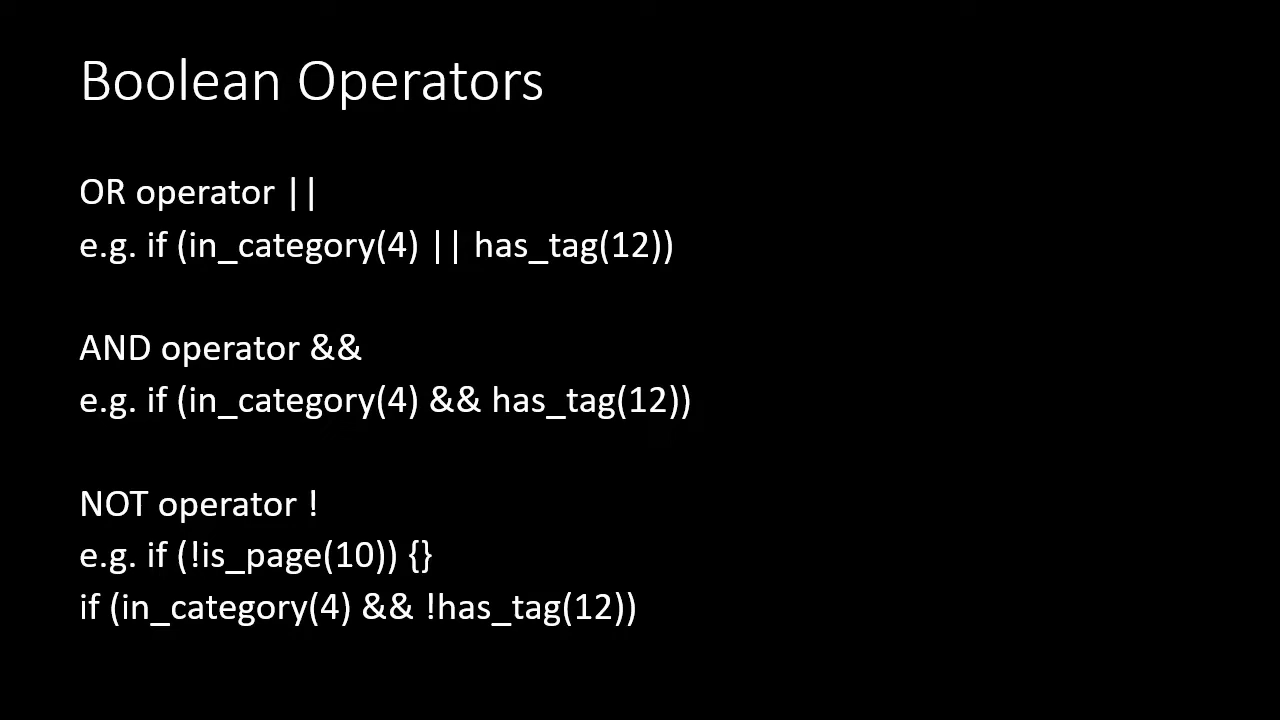 Boolean Operators
OR operator ||
e.g. if (in_category(4) || has_tag(12))
AND operator &&
e.g. if (in_category(4) && has_tag(12))
NOT operator !
e.g. if (!is_page(10)) {}
if (in_category(4) && !has_tag(12))